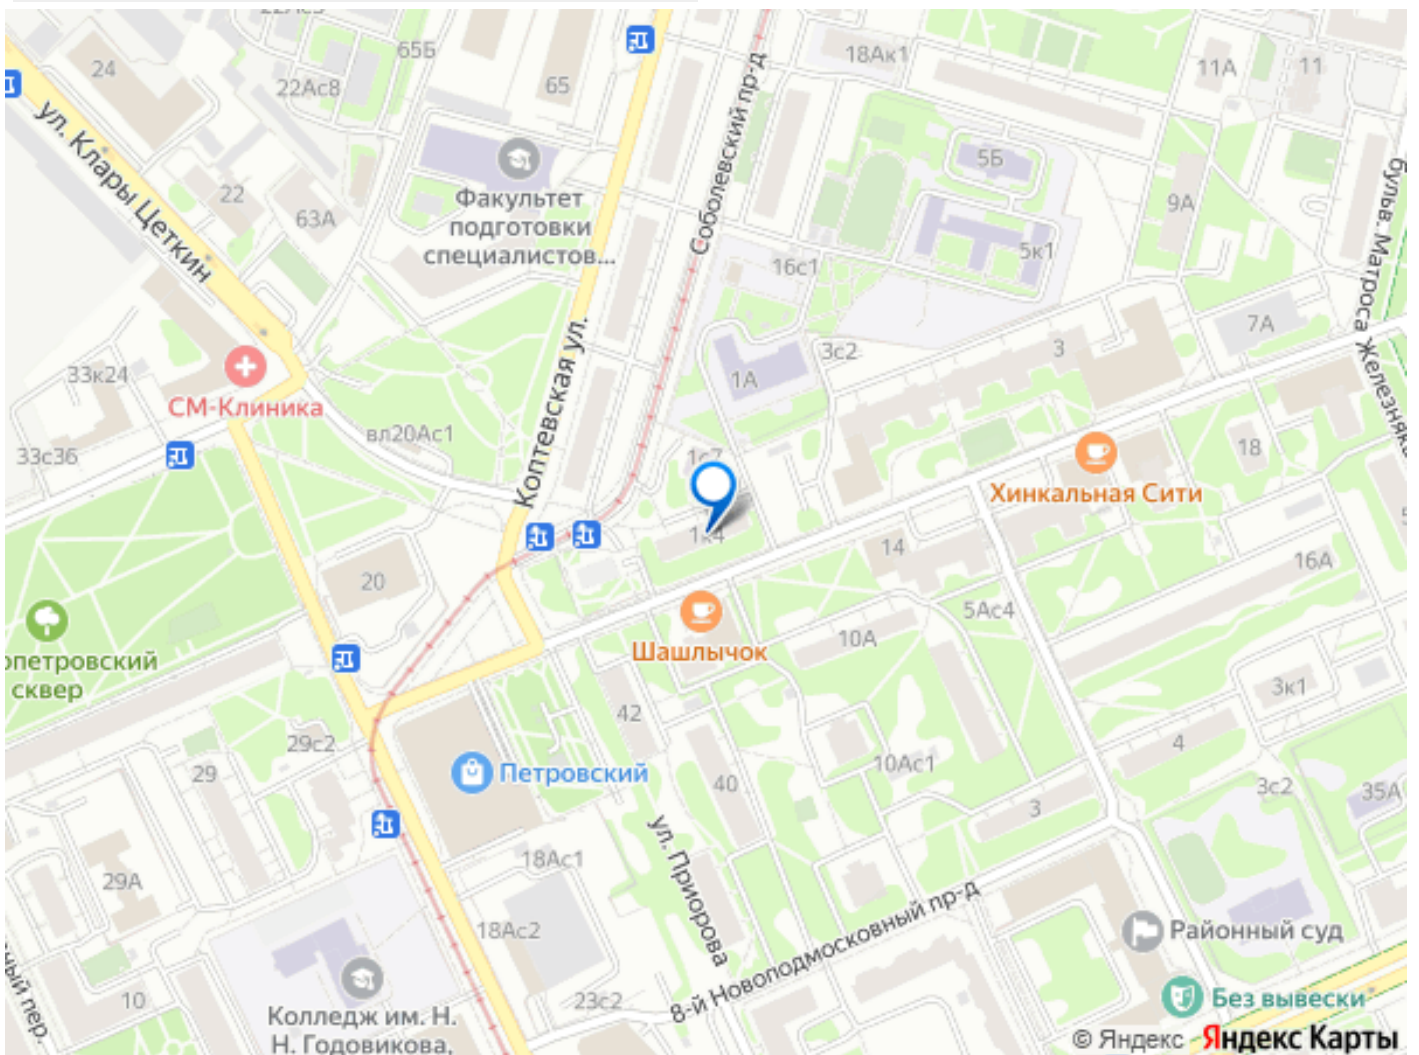 24
65Б
22Ас8
65
18Ак1
11А
11
ул. Клары Цеткин
Соболевский пр-д
бульв. Матроса Железняка
22
63А
Факультет
подготовки
специалистов...
5Б
9А
5к1
16с1
7А
3с2
3
1А
33к24
СМ-Клиника
Коптевская ул.
вл20Ас1
33с36
1с7
18
Хинкальная Сити
1к4
14
16А
20
5Ас4
Шашлычок
10А
опетровский
сквер
3к1
42
29с2
4
29
Петровский
10Ас1
40
3с2
35А
3
ул. Приорова
18Ас1
29А
18Ас2
8-й Новоподмосковный пр-д
Районный суд
10
23с2
ный пер.
Без вывески
Колледж им. Н.
Н. Годовикова,
© Яндекс Яндекс Карты